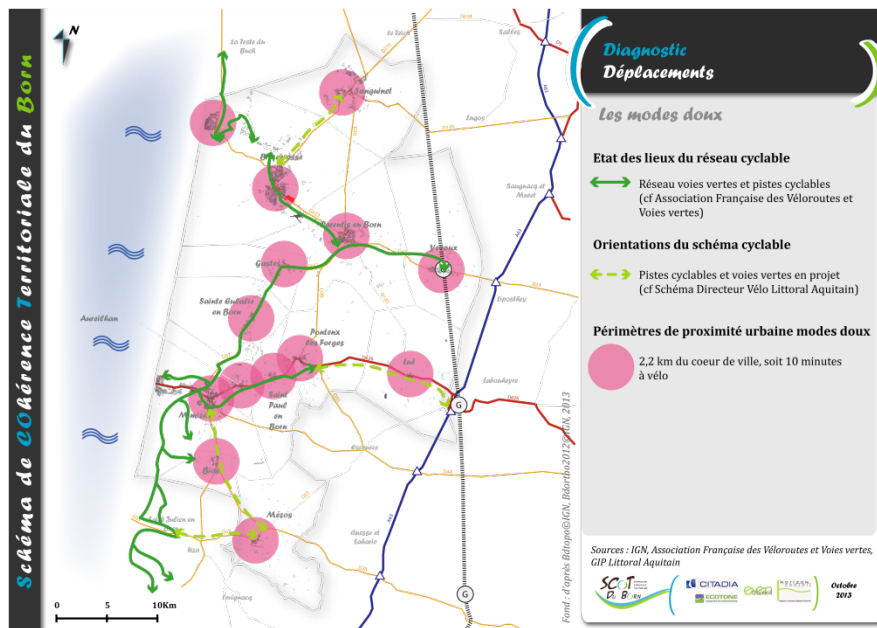 Schéma de COhérence Territoriale du Born
N
La Teste du
Buch
Le Teich
Salles
Sanguinet
Lugos
Biscarrosse
Saugnacq et
Muret
Parentis en Born
Ychoux
Gastes
Liposthey
Sainte Eulalie
en Born
Aureilhan
Pontenx
les Forges
Lüe
Labouheyre
G
Mimizan
Saint
Paul en
Born
Escource
Bias
Mézos
Saint Julien en
Born
Onesse et
Laharie
Uza
Lévignacq
G
0 5 10Km
Fond : d'après Bdtopo©IGN, Bdortho2012©IGN, 2013
Diagnostic
Déplacements
Les modes doux
Etat des lieux du réseau cyclable
Réseau voies vertes et pistes cyclables
(cf Association Française des Véloroutes et
Voies vertes)
Orientations du schéma cyclable
Pistes cyclables et voies vertes en projet
(cf Schéma Directeur Vélo Littoral Aquitain)
Périmètres de proximité urbaine modes doux
2,2 km du coeur de ville, soit 10 minutes
à vélo
Sources : IGN, Association Française des Véloroutes et Voies vertes,
GIP Littoral Aquitain
SCOT
Du Born
CITADIA
ECOTONE
Octobre
2013